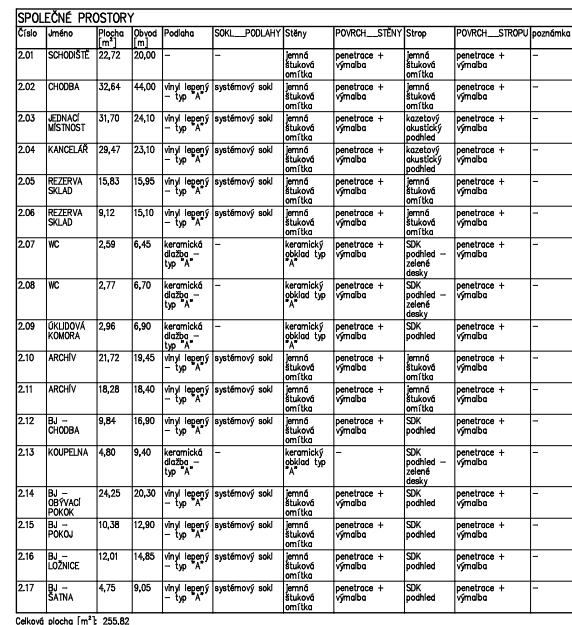 SPOLEČNÉ PROSTORY
Číslo Jméno Plocha [m²] Obvod [m] Podlaha SOKL__PODLAHY Stěny POVRCH__STĚNY Strop POVRCH__STROPU poznámka
2.01 SCHODIŠTĚ 22,72 20,00 – – jemná štuková omítka penetrace + výmalba jemná štuková omítka penetrace + výmalba –
2.02 CHODBA 32,64 44,00 vinyl lepený – typ "A" systémový sokl jemná štuková omítka penetrace + výmalba jemná štuková omítka penetrace + výmalba –
2.03 JEDNACÍ MÍSTNOST 31,70 24,10 vinyl lepený – typ "A" systémový sokl jemná štuková omítka penetrace + výmalba kazetový akustický podhled penetrace + výmalba –
2.04 KANCELÁŘ 29,47 23,10 vinyl lepený – typ "A" systémový sokl jemná štuková omítka penetrace + výmalba kazetový akustický podhled penetrace + výmalba –
2.05 REZERVA SKLAD 15,83 15,95 vinyl lepený – typ "A" systémový sokl jemná štuková omítka penetrace + výmalba jemná štuková omítka penetrace + výmalba –
2.06 REZERVA SKLAD 9,12 15,10 vinyl lepený – typ "A" systémový sokl jemná štuková omítka penetrace + výmalba jemná štuková omítka penetrace + výmalba –
2.07 WC 2,59 6,45 keramická dlažba – typ "A" – keramický obklad typ "A" penetrace + výmalba SDK podhled – zelené desky penetrace + výmalba –
2.08 WC 2,77 6,70 keramická dlažba – typ "A" – keramický obklad typ "A" penetrace + výmalba SDK podhled – zelené desky penetrace + výmalba –
2.09 ÚKLIDOVÁ KOMORA 2,96 6,90 keramická dlažba – typ "A" – keramický obklad typ "A" penetrace + výmalba SDK podhled penetrace + výmalba –
2.10 ARCHÍV 21,72 19,45 vinyl lepený – typ "A" systémový sokl jemná štuková omítka penetrace + výmalba jemná štuková omítka penetrace + výmalba –
2.11 ARCHÍV 18,28 18,40 vinyl lepený – typ "A" systémový sokl jemná štuková omítka penetrace + výmalba jemná štuková omítka penetrace + výmalba –
2.12 BJ – CHODBA 9,84 16,90 vinyl lepený – typ "A" systémový sokl jemná štuková omítka penetrace + výmalba SDK podhled penetrace + výmalba –
2.13 KOUPELNA 4,80 9,40 keramická dlažba – typ "A" – keramický obklad typ "A" – SDK podhled – zelené desky penetrace + výmalba –
2.14 BJ – OBÝVACÍ POKOK 24,25 20,30 vinyl lepený – typ "A" systémový sokl jemná štuková omítka penetrace + výmalba SDK podhled penetrace + výmalba –
2.15 BJ – POKOJ 10,38 12,90 vinyl lepený – typ "A" systémový sokl jemná štuková omítka penetrace + výmalba SDK podhled penetrace + výmalba –
2.16 BJ – LOŽNICE 12,01 14,85 vinyl lepený – typ "A" systémový sokl jemná štuková omítka penetrace + výmalba SDK podhled penetrace + výmalba –
2.17 BJ – ŠATNA 4,75 9,05 vinyl lepený – typ "A" systémový sokl jemná štuková omítka penetrace + výmalba SDK podhled penetrace + výmalba –
Celková plocha [m²]: 255.82